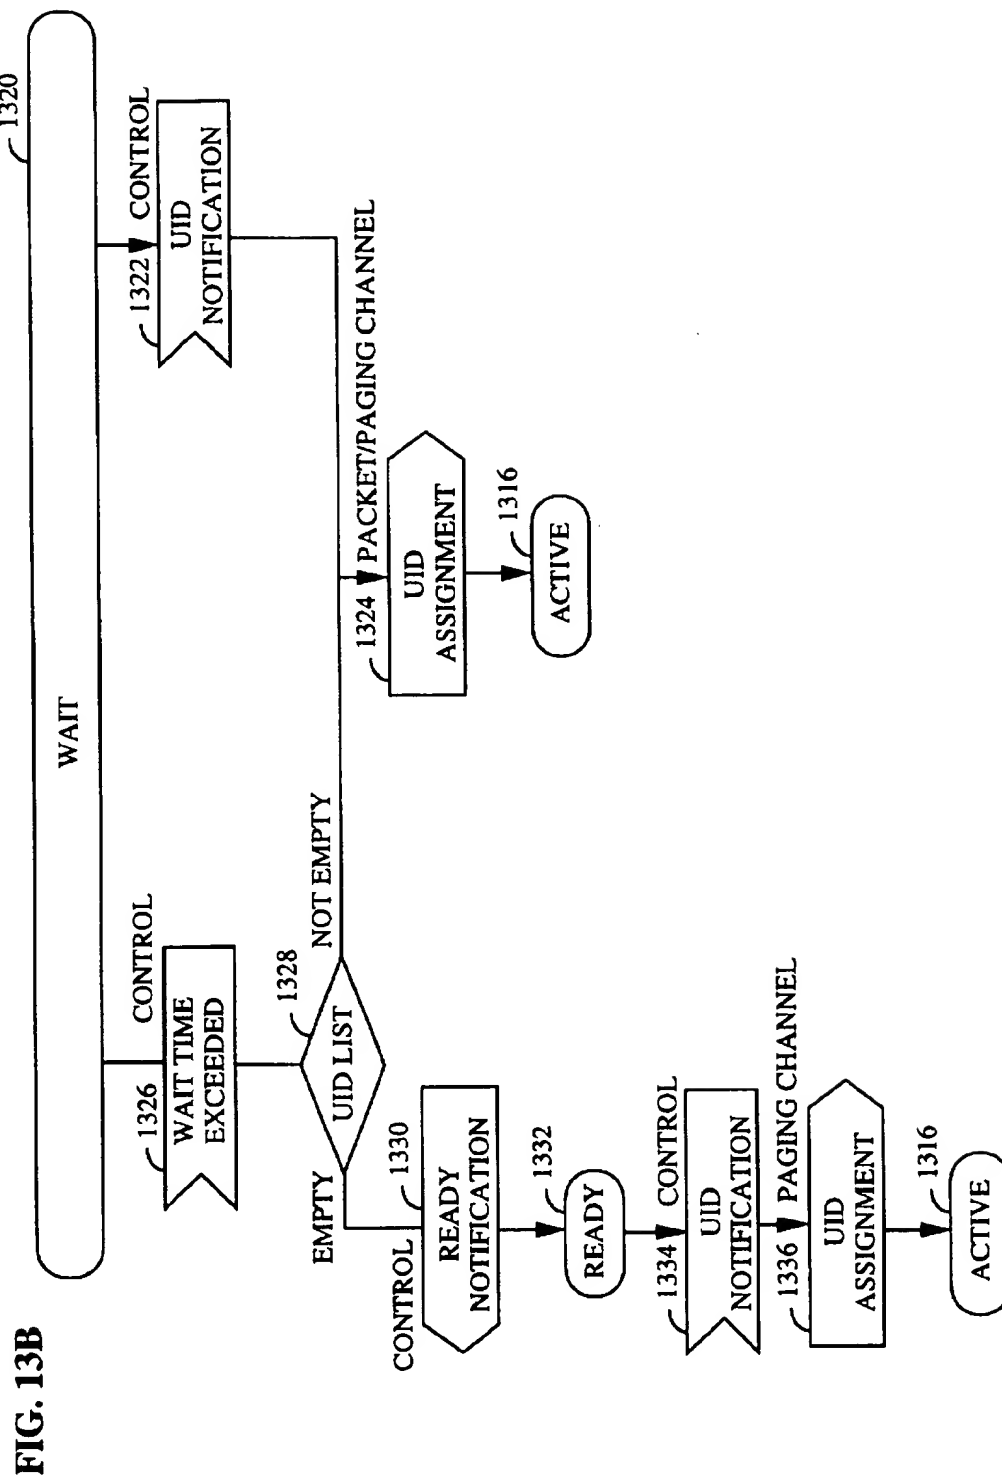 FIG. 13B
1320
WAIT
CONTROL
1326
WAIT TIME
EXCEEDED
1322
CONTROL
UID
NOTIFICATION
1328
UID LIST
EMPTY
NOT EMPTY
PACKET/PAGING CHANNEL
1324
UID
ASSIGNMENT
1316
ACTIVE
CONTROL
1330
READY
NOTIFICATION
1332
READY
1334
CONTROL
UID
NOTIFICATION
1336
PAGING CHANNEL
UID
ASSIGNMENT
1316
ACTIVE